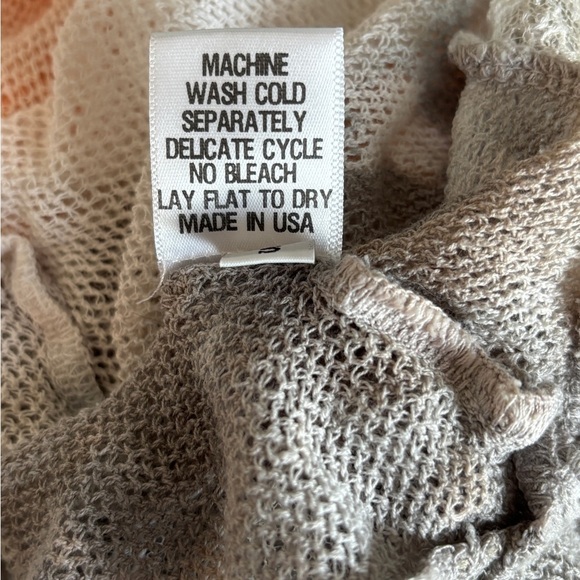 MACHINE
WASH COLD
SEPARATELY
DELICATE CYCLE
NO BLEACH
LAY FLAT TO DRY
MADE IN USA